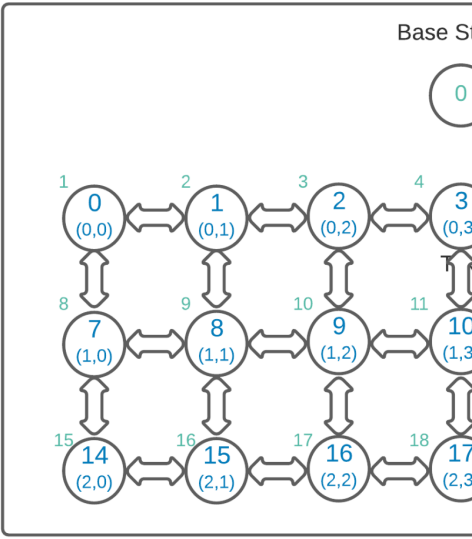 Base St
0
1 2 3 4
0 1 2 3
(0,0) (0,1) (0,2) (0,3
T
8 9 10 11
7 8 9 10
(1,0) (1,1) (1,2) (1,3
15 16 17 18
14 15 16 17
(2,0) (2,1) (2,2) (2,3